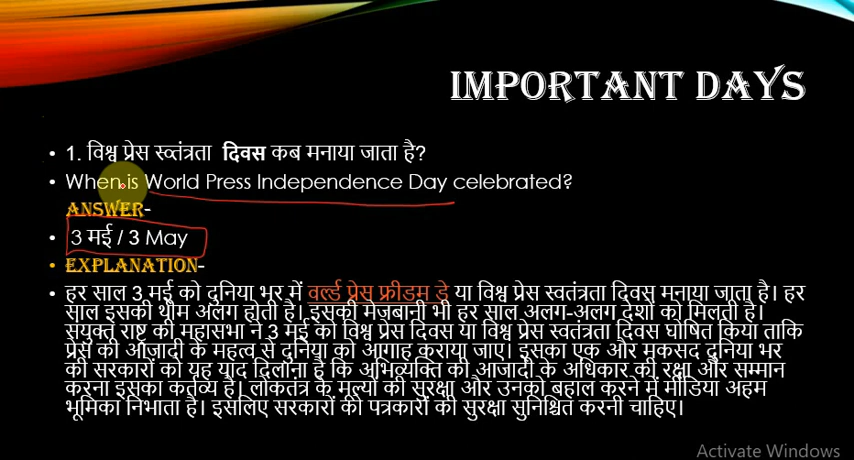 IMPORTANT DAYS
• 1. विश्व प्रेस स्वतंत्रता दिवस कब मनाया जाता है?
• When is World Press Independence Day celebrated?
ANSWER-
• 3 मई / 3 May
• EXPLANATION-
• हर साल 3 मई को दुनिया भर में वर्ल्ड प्रेस फ्रीडम डे या विश्व प्रेस स्वतंत्रता दिवस मनाया जाता है। हर
साल इसकी थीम अलग होती है। इसकी मेजबानी भी हर साल अलग-अलग देशों को मिलती है।
संयुक्त राष्ट्र की महासभा ने 3 मई को विश्व प्रेस दिवस या विश्व प्रेस स्वतंत्रता दिवस घोषित किया ताकि
प्रेस की आजादी के महत्व से दुनिया को आगाह कराया जाए। इसका एक और मकसद दुनिया भर
की सरकारों को यह याद दिलाना है कि अभिव्यक्ति की आजादी के अधिकार की रक्षा और सम्मान
करना इसका कर्तव्य है। लोकतंत्र के मूल्यों की सुरक्षा और उनको बहाल करने में मीडिया अहम
भूमिका निभाता है। इसलिए सरकारों को पत्रकारों की सुरक्षा सुनिश्चित करनी चाहिए।
Activate Windows